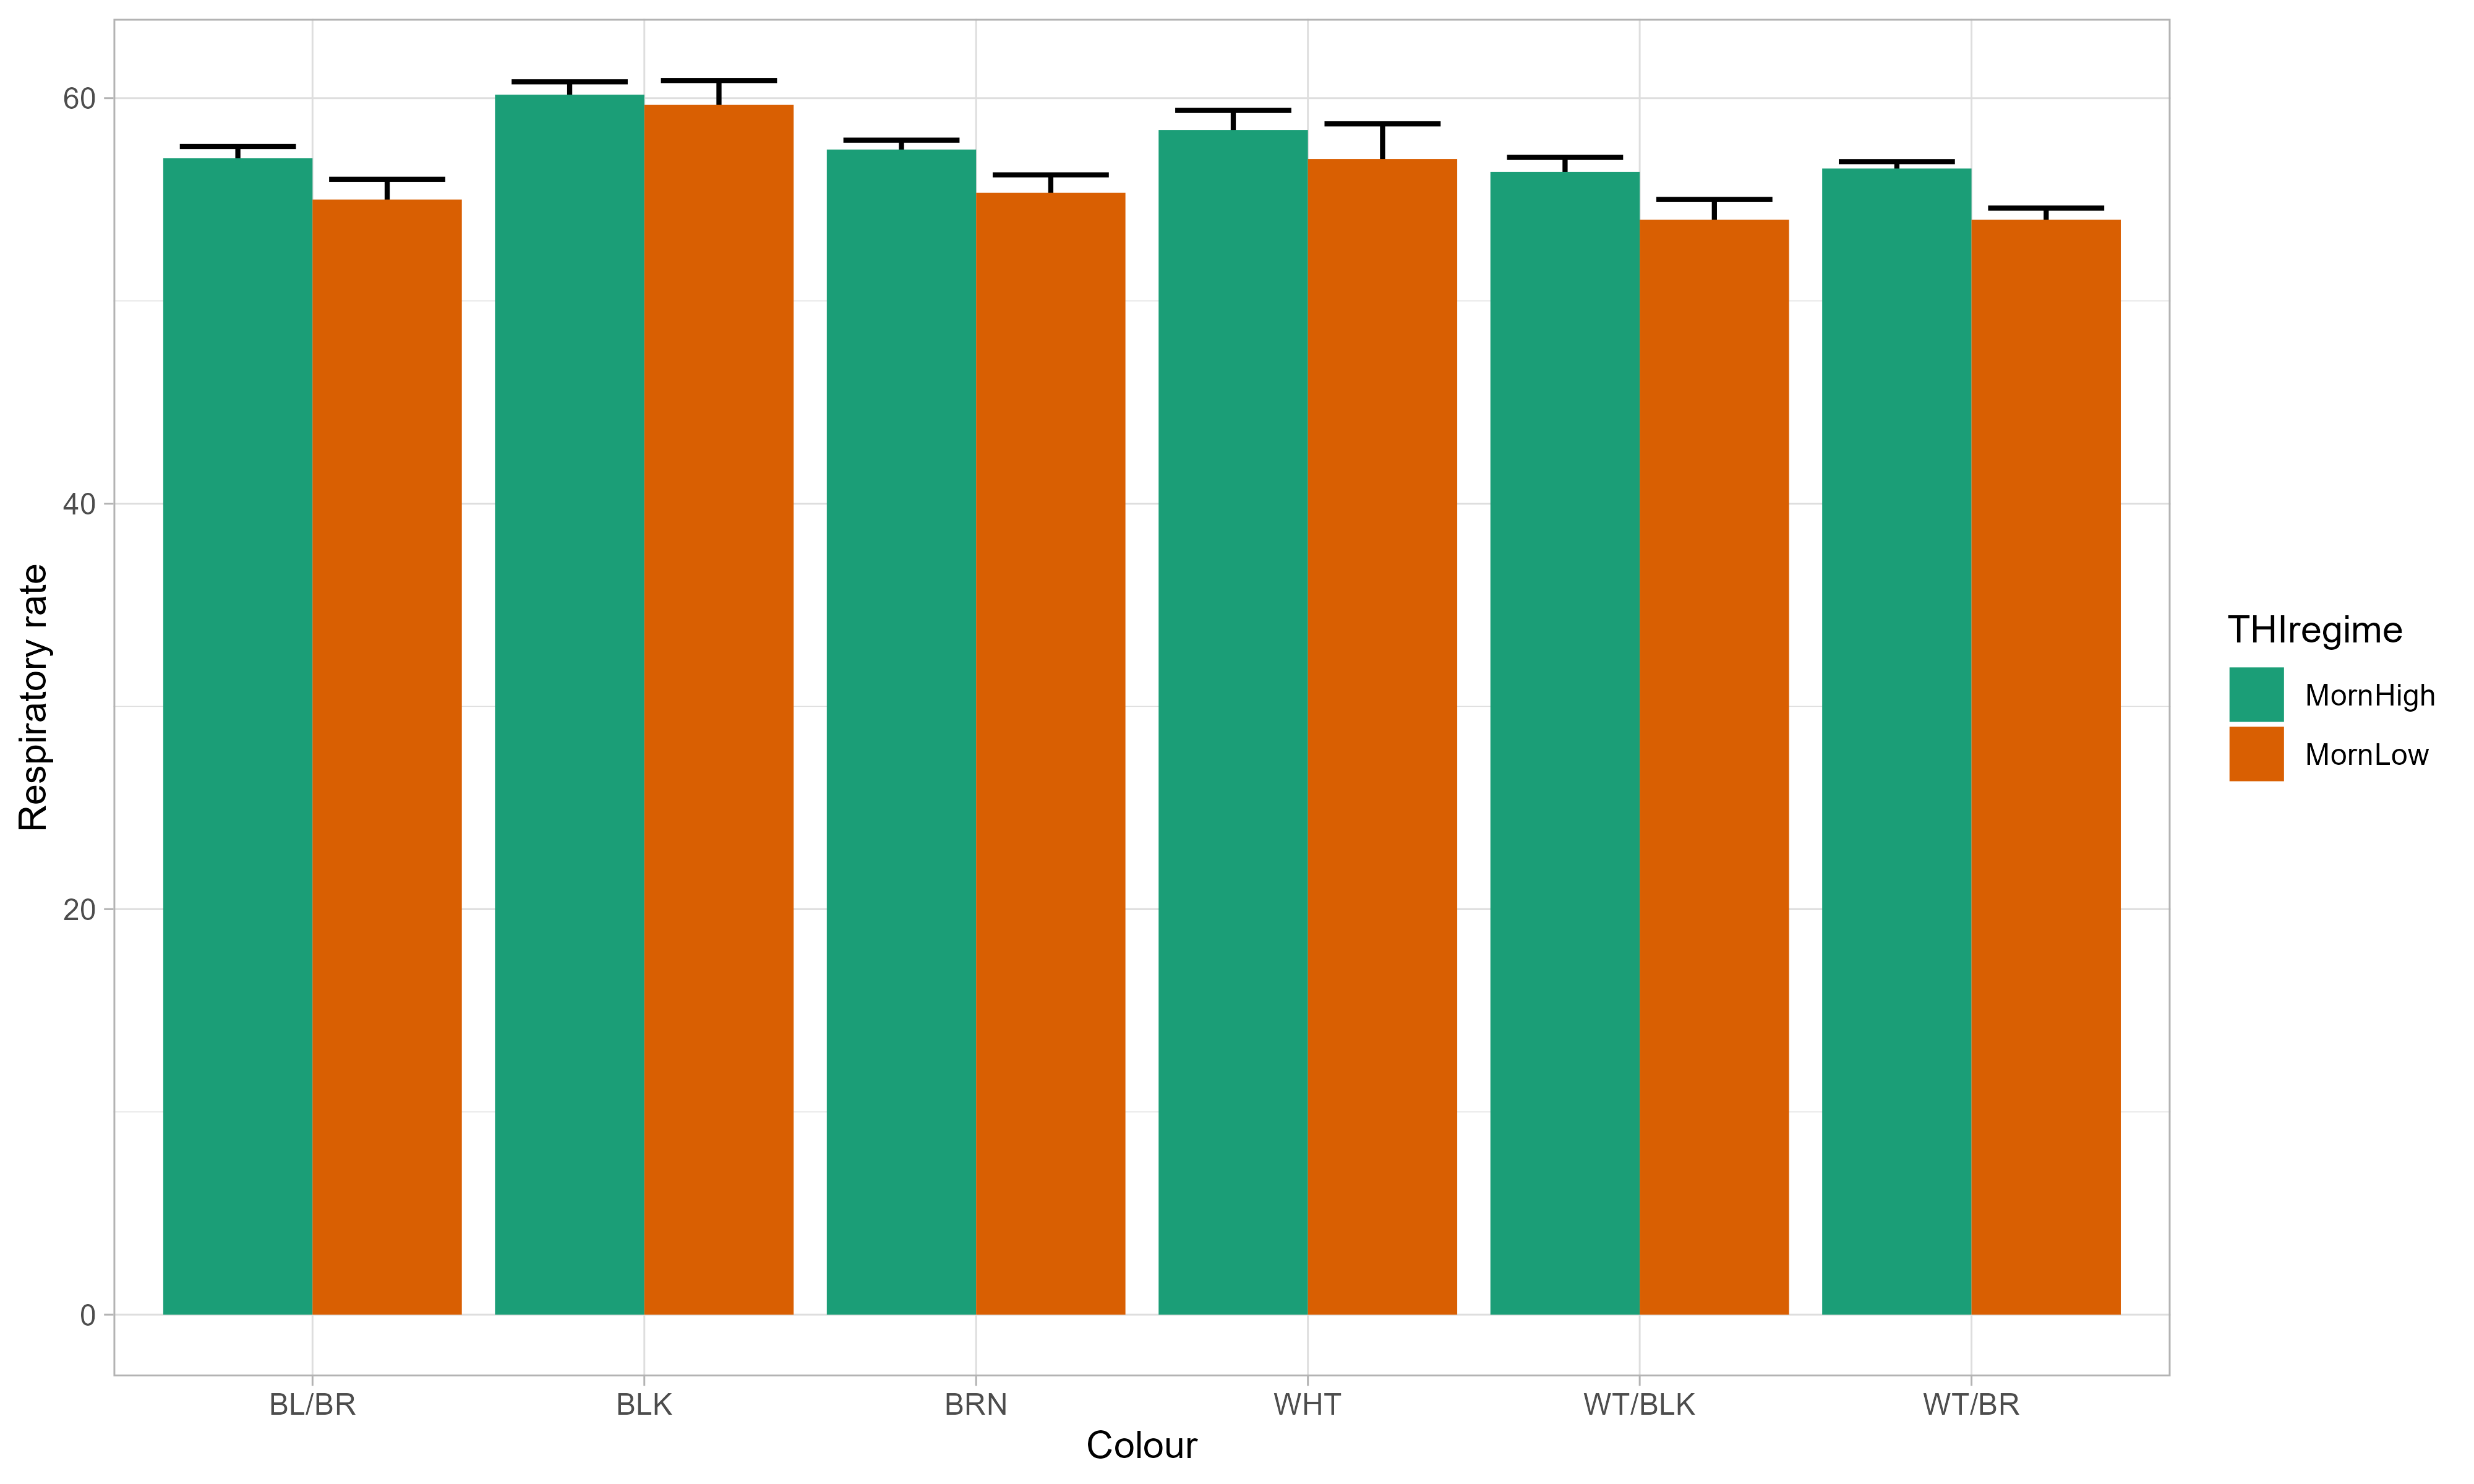 60
40
20
0
Respiratory rate
BL/BR
BLK
BRN
WHT
WT/BLK
WT/BR
Colour
THIregime
MornHigh
MornLow